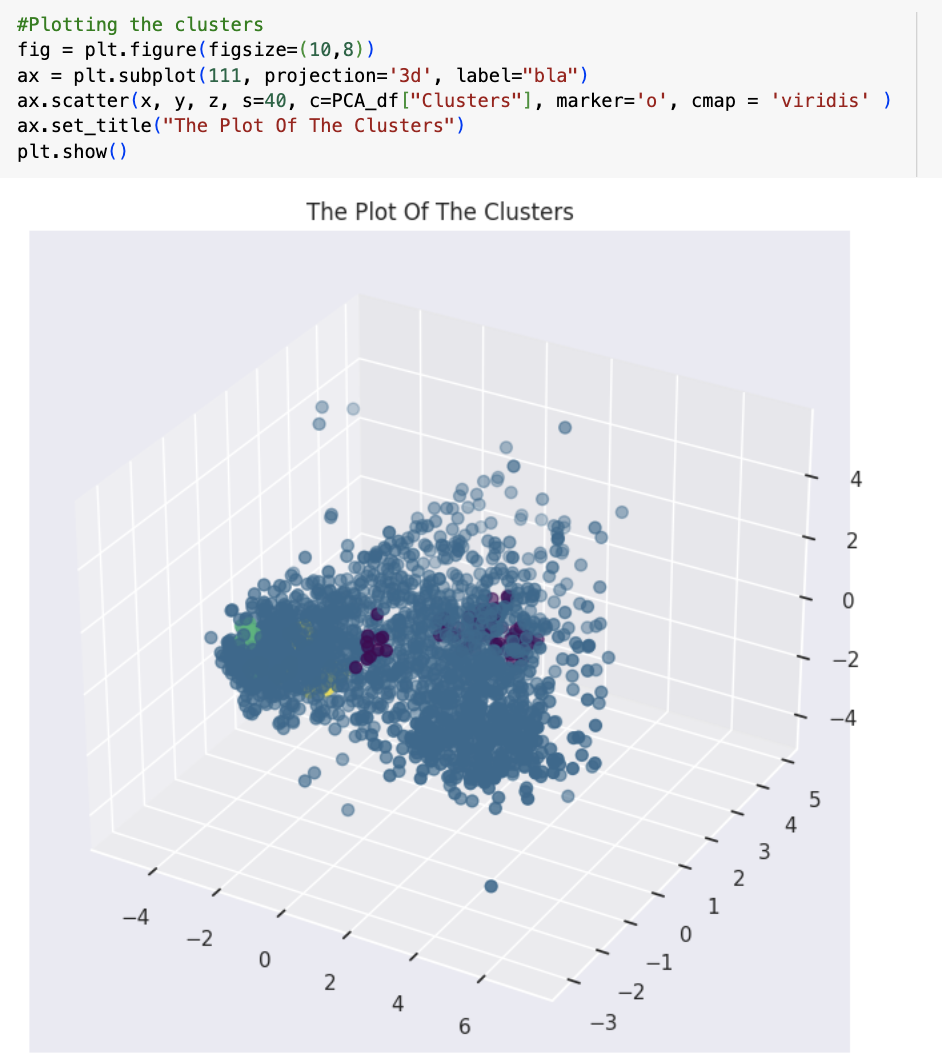 #Plotting the clusters
fig = plt.figure(figsize=(10,8))
ax = plt.subplot(111, projection='3d', label="bla")
ax.scatter(x, y, z, s=40, c=PCA_df["Clusters"], marker='o', cmap = 'viridis' )
ax.set_title("The Plot Of The Clusters")
plt.show()
The Plot Of The Clusters
4
2
0
−2
−4
5
4
3
2
1
0
−1
−2
−3
−4
−2
0
2
4
6